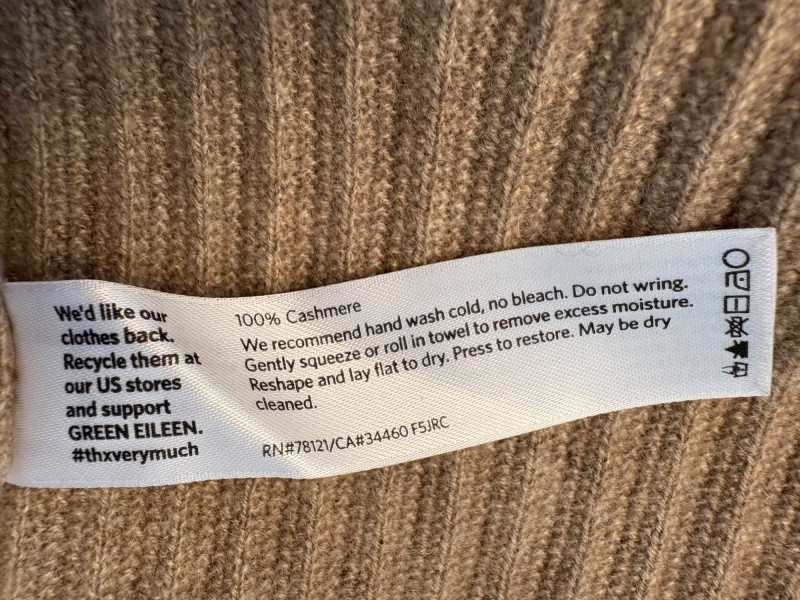 We'd like our
clothes back.
Recycle them at
our US stores
and support
GREEN EILEEN.
#thxverymuch
100% Cashmere
We recommend hand wash cold, no bleach. Do not wring.
Gently squeeze or roll in towel to remove excess moisture.
Reshape and lay flat to dry. Press to restore. May be dry
cleaned.
RN#78121/CA#34460 F5JRC